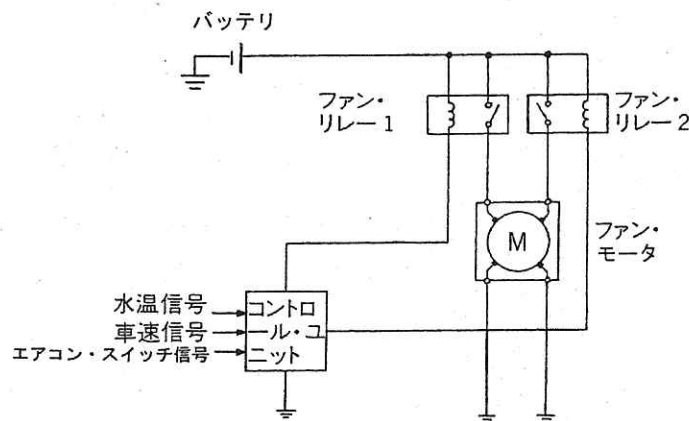 バッテリ
ファン・
リレー1
ファン・
リレー2
M
ファン・
モータ
水温信号
車速信号
エアコン・スイッチ信号
コントロ
ール・ユ
ニット